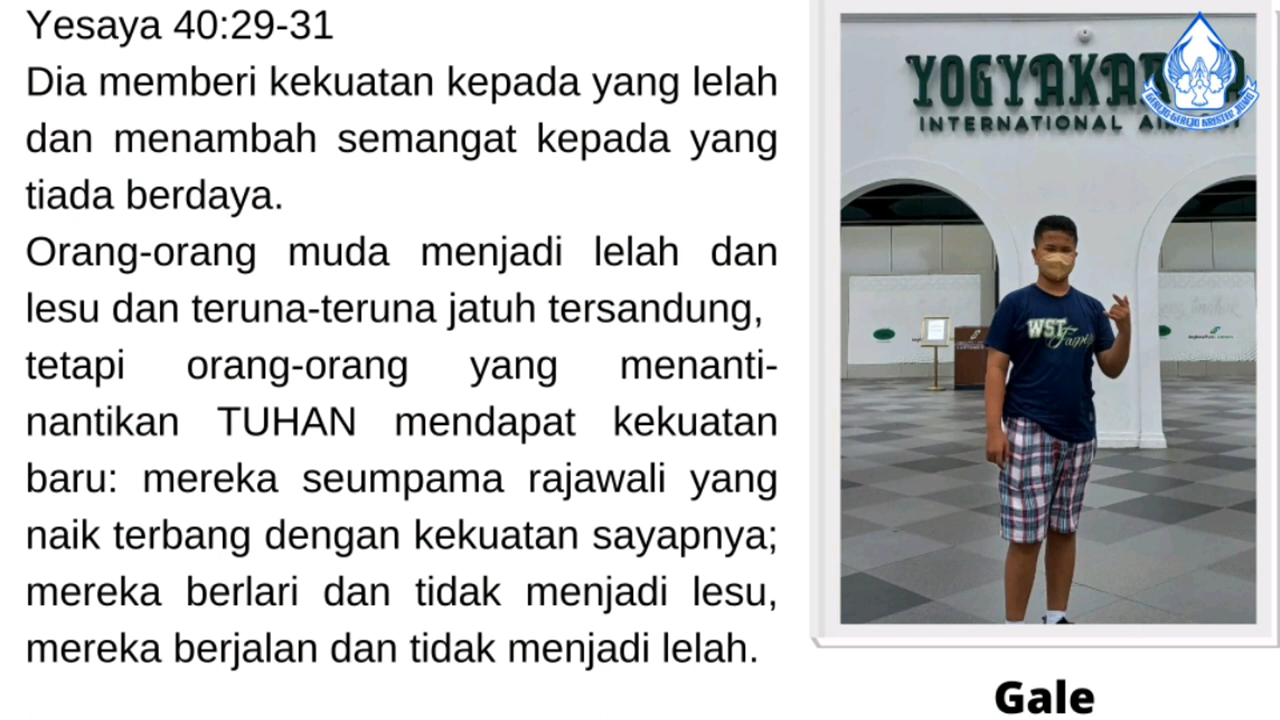 Yesaya 40:29-31
Dia memberi kekuatan kepada yang lelah
dan menambah semangat kepada yang
tiada berdaya.
Orang-orang muda menjadi lelah dan
lesu dan teruna-teruna jatuh tersandung,
tetapi orang-orang yang menanti-
nantikan TUHAN mendapat kekuatan
baru: mereka seumpama rajawali yang
naik terbang dengan kekuatan sayapnya;
mereka berlari dan tidak menjadi lesu,
mereka berjalan dan tidak menjadi lelah.
INTERNATIONAL
WST
Gale